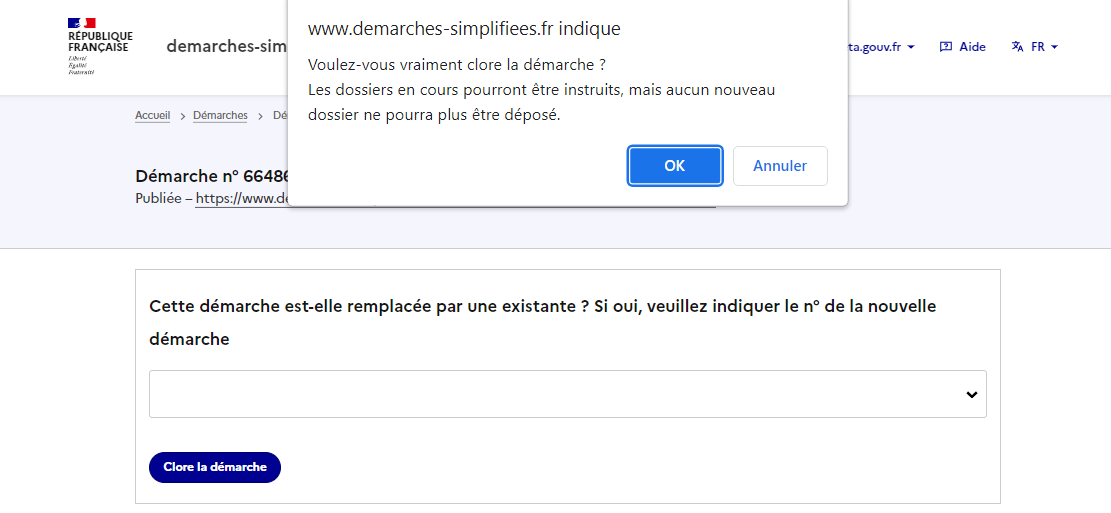 RÉPUBLIQUE
FRANÇAISE
Liberté
Égalité
Fraternité
demarches-sim
www.demarches-simplifiees.fr indique
Voulez-vous vraiment clore la démarche ?
Les dossiers en cours pourront être instruits, mais aucun nouveau
dossier ne pourra plus être déposé.
OK
Annuler
ta.gouv.fr
Aide
FR
Accueil > Démarches > Dé
Démarche n° 66486
Publiée – https://www.de
Cette démarche est-elle remplacée par une existante ? Si oui, veuillez indiquer le n° de la nouvelle
démarche
Clore la démarche